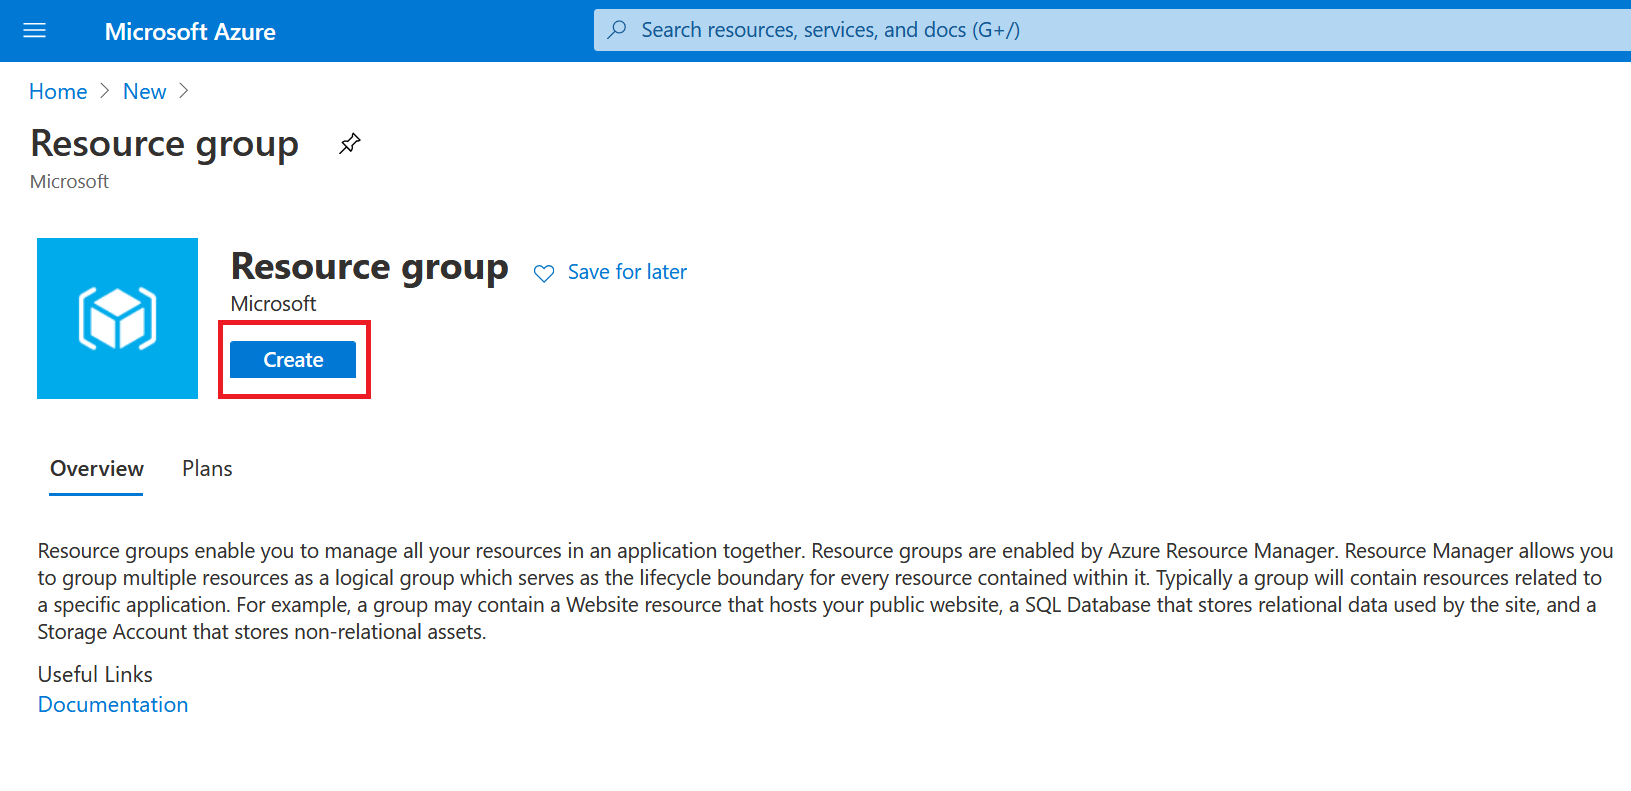 Microsoft Azure
Search resources, services, and docs (G+/)
Home > New >
Resource group
Microsoft
Resource group
Save for later
Microsoft
Create
Overview
Plans
Resource groups enable you to manage all your resources in an application together. Resource groups are enabled by Azure Resource Manager. Resource Manager allows you
to group multiple resources as a logical group which serves as the lifecycle boundary for every resource contained within it. Typically a group will contain resources related to
a specific application. For example, a group may contain a Website resource that hosts your public website, a SQL Database that stores relational data used by the site, and a
Storage Account that stores non-relational assets.
Useful Links
Documentation